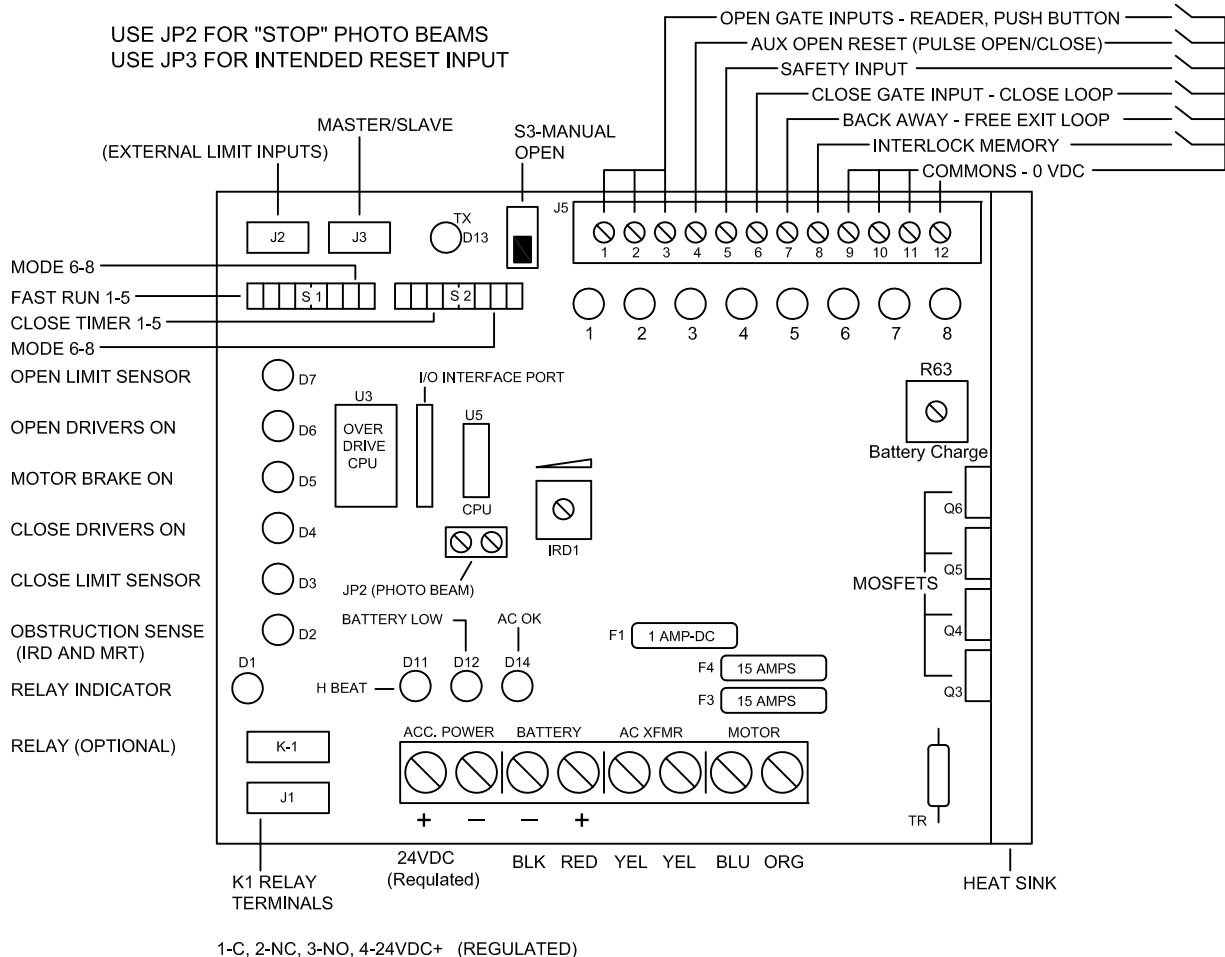 USE JP2 FOR "STOP" PHOTO BEAMS
USE JP3 FOR INTENDED RESET INPUT
OPEN GATE INPUTS - READER, PUSH BUTTON
AUX OPEN RESET (PULSE OPEN/CLOSE)
SAFETY INPUT
CLOSE GATE INPUT - CLOSE LOOP
BACK AWAY - FREE EXIT LOOP
INTERLOCK MEMORY
COMMONS - 0 VDC
MASTER/SLAVE
(EXTERNAL LIMIT INPUTS)
S3-MANUAL
OPEN
J2
J3
TX
D13
J5
1 2 3 4 5 6 7 8 9 10 11 12
MODE 6-8
FAST RUN 1-5
CLOSE TIMER 1-5
MODE 6-8
S 1
S 2
1 2 3 4 5 6 7 8
OPEN LIMIT SENSOR
D7
OPEN DRIVERS ON
D6
MOTOR BRAKE ON
D5
CLOSE DRIVERS ON
D4
CLOSE LIMIT SENSOR
D3
OBSTRUCTION SENSE
(IRD AND MRT)
D2
RELAY INDICATOR
D1
RELAY (OPTIONAL)
K-1
J1
I/O INTERFACE PORT
U3
OVER
DRIVE
CPU
U5
CPU
IRD1
JP2 (PHOTO BEAM)
R63
Battery Charge
MOSFETS
Q6
Q5
Q4
Q3
BATTERY LOW
AC OK
H BEAT
D11
D12
D14
F1 1 AMP-DC
F4 15 AMPS
F3 15 AMPS
ACC. POWER BATTERY AC XFMR MOTOR
+ — — +
24VDC
(Requlated)
BLK RED YEL YEL BLU ORG
TR
HEAT SINK
K1 RELAY
TERMINALS
1-C, 2-NC, 3-NO, 4-24VDC+ (REGULATED)